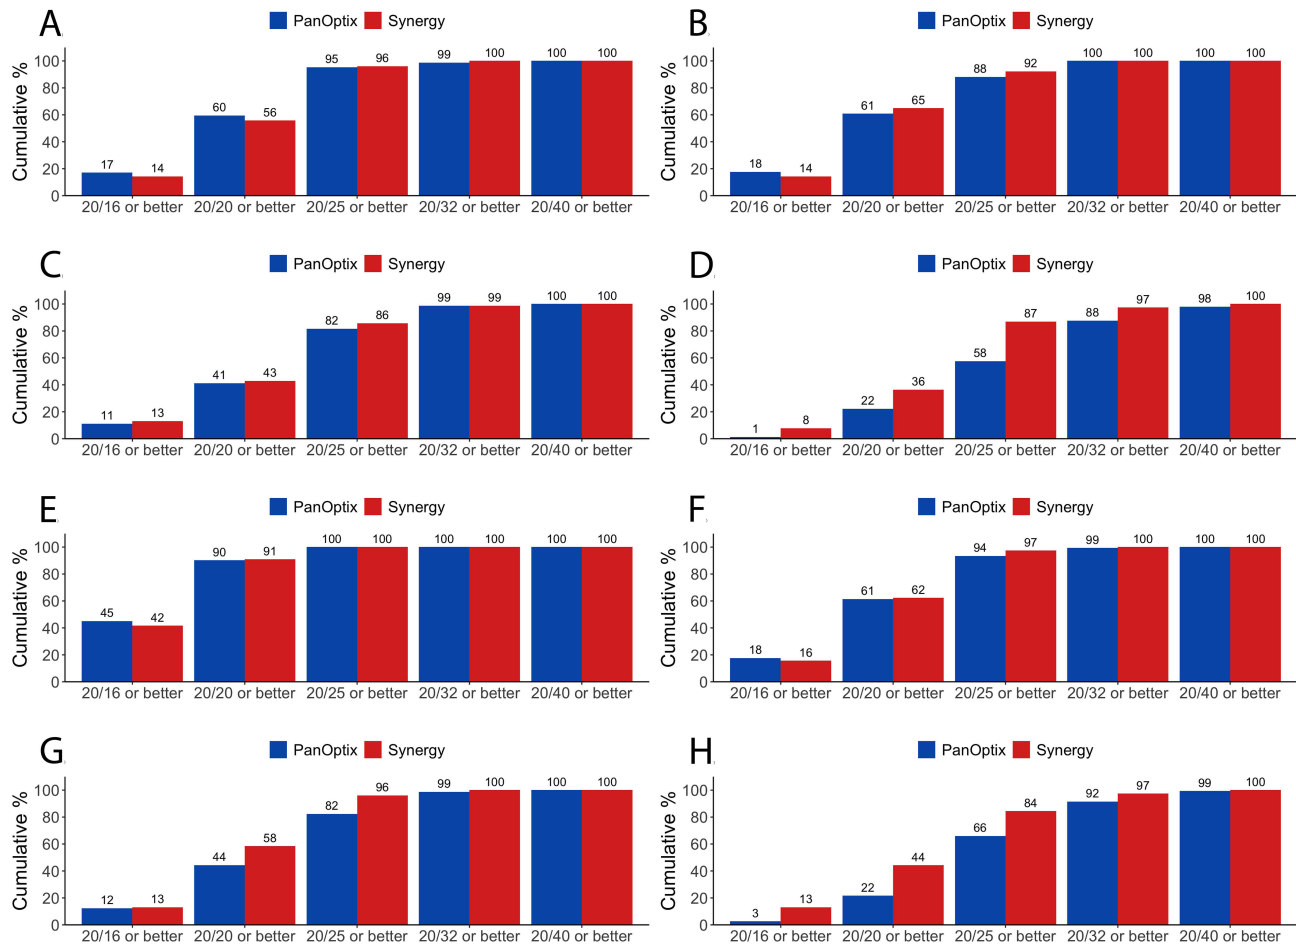 A
PanOptix Synergy
Cumulative %
100
80
60
40
20
0
17 14 60 56 95 96 99 100 100 100
20/16 or better 20/20 or better 20/25 or better 20/32 or better 20/40 or better
B
PanOptix Synergy
Cumulative %
100
80
60
40
20
0
18 14 61 65 88 92 100 100 100 100
20/16 or better 20/20 or better 20/25 or better 20/32 or better 20/40 or better
C
PanOptix Synergy
Cumulative %
100
80
60
40
20
0
11 13 41 43 82 86 99 99 100 100
20/16 or better 20/20 or better 20/25 or better 20/32 or better 20/40 or better
D
PanOptix Synergy
Cumulative %
100
80
60
40
20
0
1 8 22 36 58 87 88 97 98 100
20/16 or better 20/20 or better 20/25 or better 20/32 or better 20/40 or better
E
PanOptix Synergy
Cumulative %
100
80
60
40
20
0
45 42 90 91 100 100 100 100 100 100
20/16 or better 20/20 or better 20/25 or better 20/32 or better 20/40 or better
F
PanOptix Synergy
Cumulative %
100
80
60
40
20
0
18 16 61 62 94 97 99 100 100 100
20/16 or better 20/20 or better 20/25 or better 20/32 or better 20/40 or better
G
PanOptix Synergy
Cumulative %
100
80
60
40
20
0
12 13 44 58 82 96 99 100 100 100
20/16 or better 20/20 or better 20/25 or better 20/32 or better 20/40 or better
H
PanOptix Synergy
Cumulative %
100
80
60
40
20
0
3 13 22 44 66 84 92 97 99 100
20/16 or better 20/20 or better 20/25 or better 20/32 or better 20/40 or better